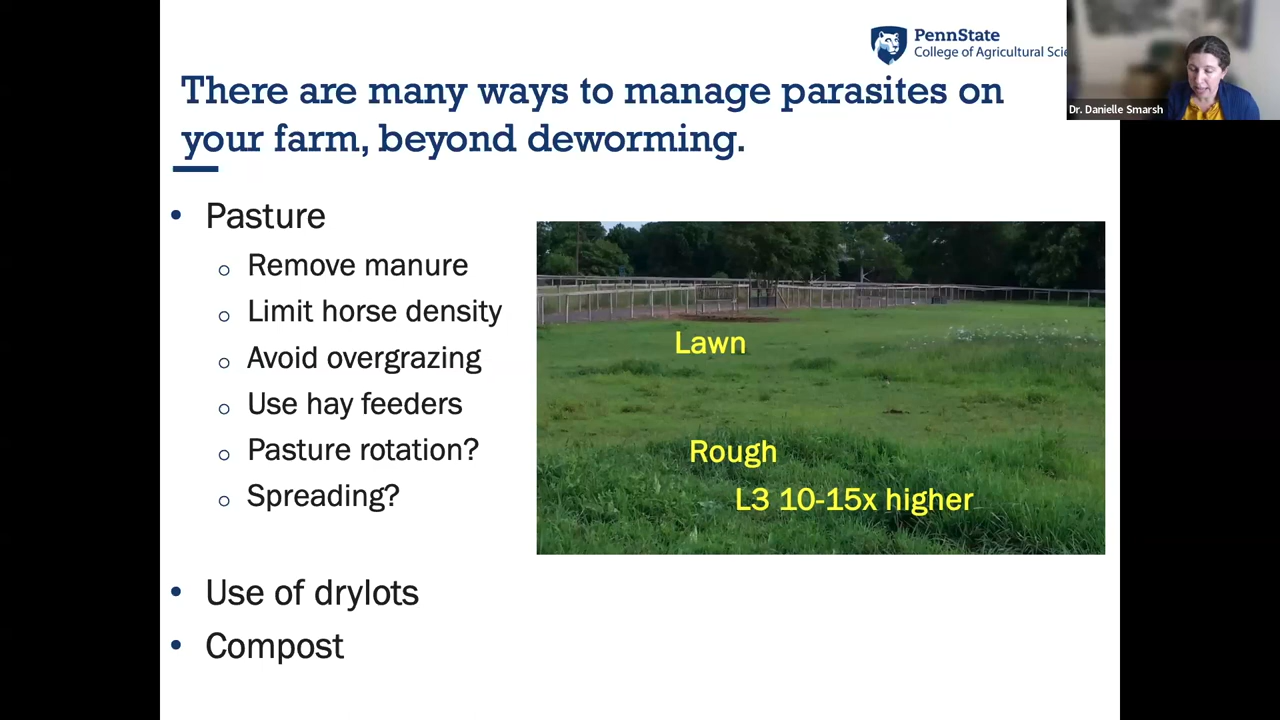 PennState
College of Agricultural Scie
Dr. Danielle Smarsh
There are many ways to manage parasites on
your farm, beyond deworming.
• Pasture
o Remove manure
o Limit horse density
o Avoid overgrazing
o Use hay feeders
o Pasture rotation?
o Spreading?
• Use of drylots
• Compost
Lawn
Rough
L3 10-15x higher